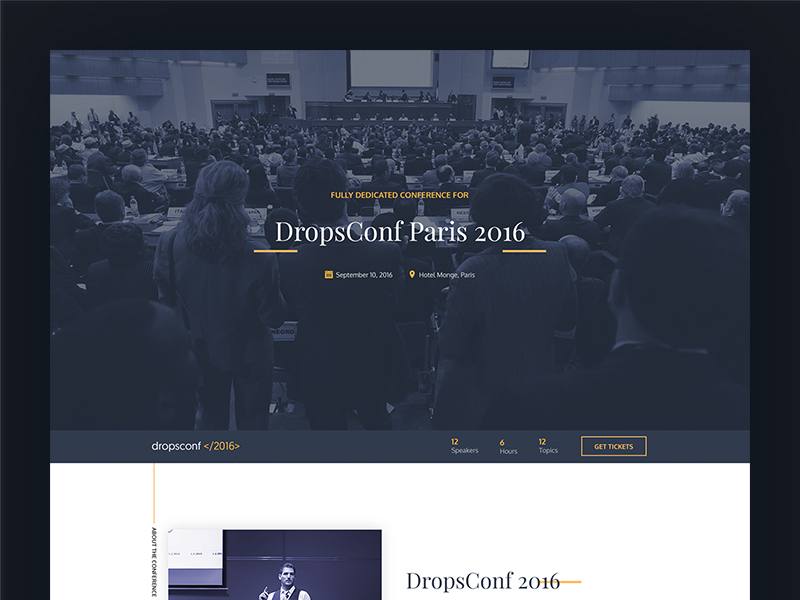 FULLY DEDICATED CONFERENCE FOR
DropsConf Paris 2016
September 10, 2016
Hotel Monge, Paris
dropsconf </2016>
12
Speakers
6
Hours
12
Topics
GET TICKETS
ABOUT THE CONFERENCE
DropsConf 2016